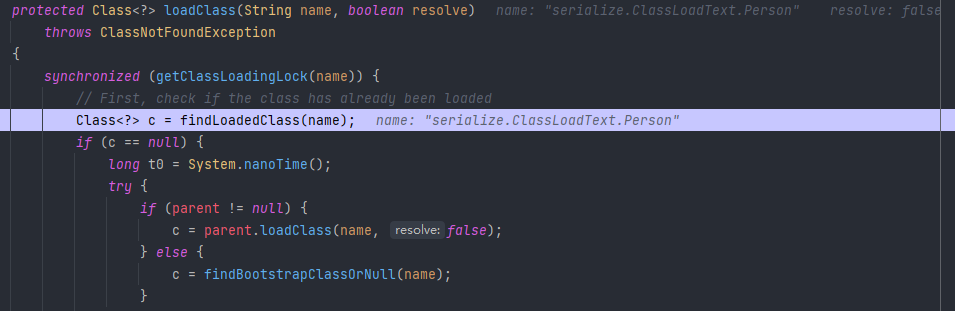 protected Class<?> loadClass(String name, boolean resolve)   name: "serialize.ClassLoadText.Person"    resolve: false
    throws ClassNotFoundException
{
    synchronized (getClassLoadingLock(name)) {
        // First, check if the class has already been loaded
        Class<?> c = findLoadedClass(name);   name: "serialize.ClassLoadText.Person"
        if (c == null) {
            long t0 = System.nanoTime();
            try {
                if (parent != null) {
                    c = parent.loadClass(name, resolve: false);
                } else {
                    c = findBootstrapClassOrNull(name);
                }